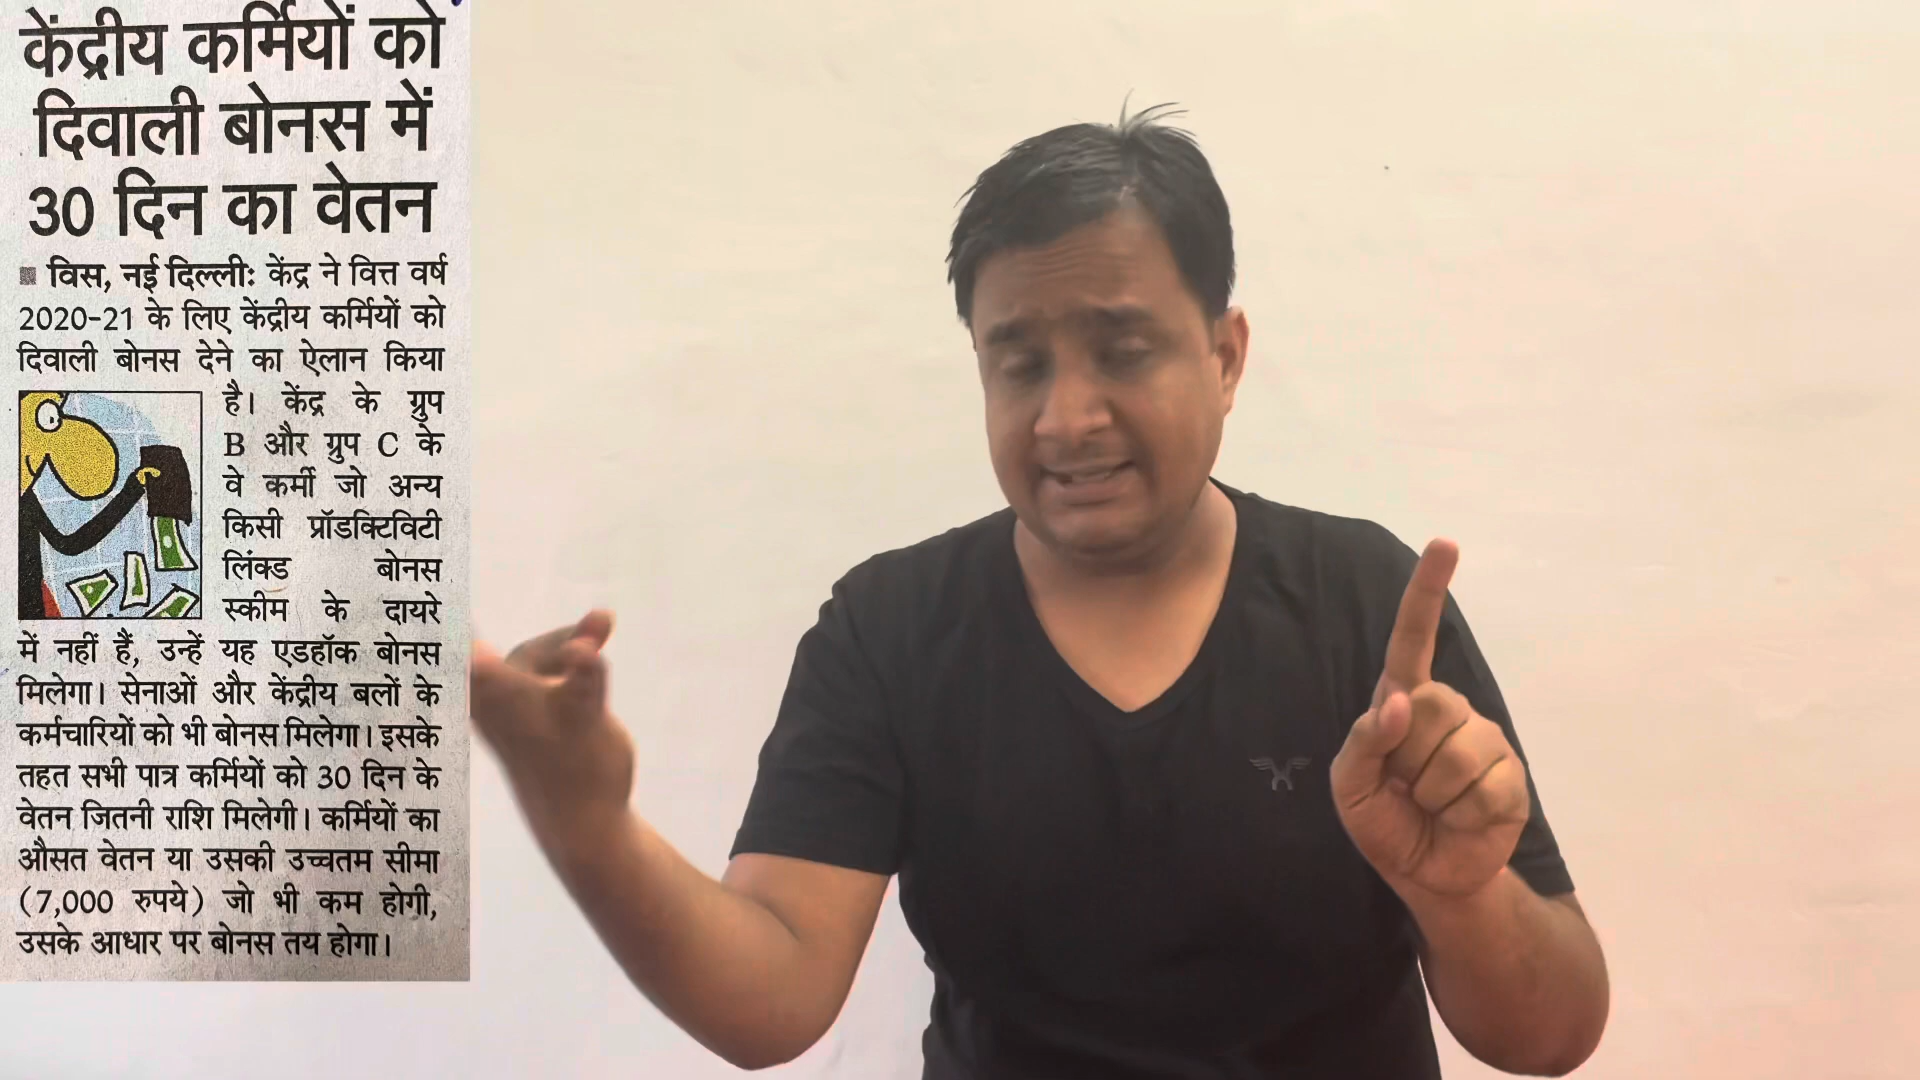 केंद्रीय कर्मियों को
दिवाली बोनस में
30 दिन का वेतन
■ विस, नई दिल्ली: केंद्र ने वित्त वर्ष
2020-21 के लिए केंद्रीय कर्मियों को
दिवाली बोनस देने का ऐलान किया
है। केंद्र के ग्रुप
B और ग्रुप C के
वे कर्मी जो अन्य
किसी प्रॉडक्टिविटी
लिंक्ड बोनस
स्कीम के दायरे
में नहीं हैं, उन्हें यह एडहॉक बोनस
मिलेगा। सेनाओं और केंद्रीय बलों के
कर्मचारियों को भी बोनस मिलेगा। इसके
तहत सभी पात्र कर्मियों को 30 दिन के
वेतन जितनी राशि मिलेगी। कर्मियों का
औसत वेतन या उसकी उच्चतम सीमा
(7,000 रुपये) जो भी कम होगी,
उसके आधार पर बोनस तय होगा।